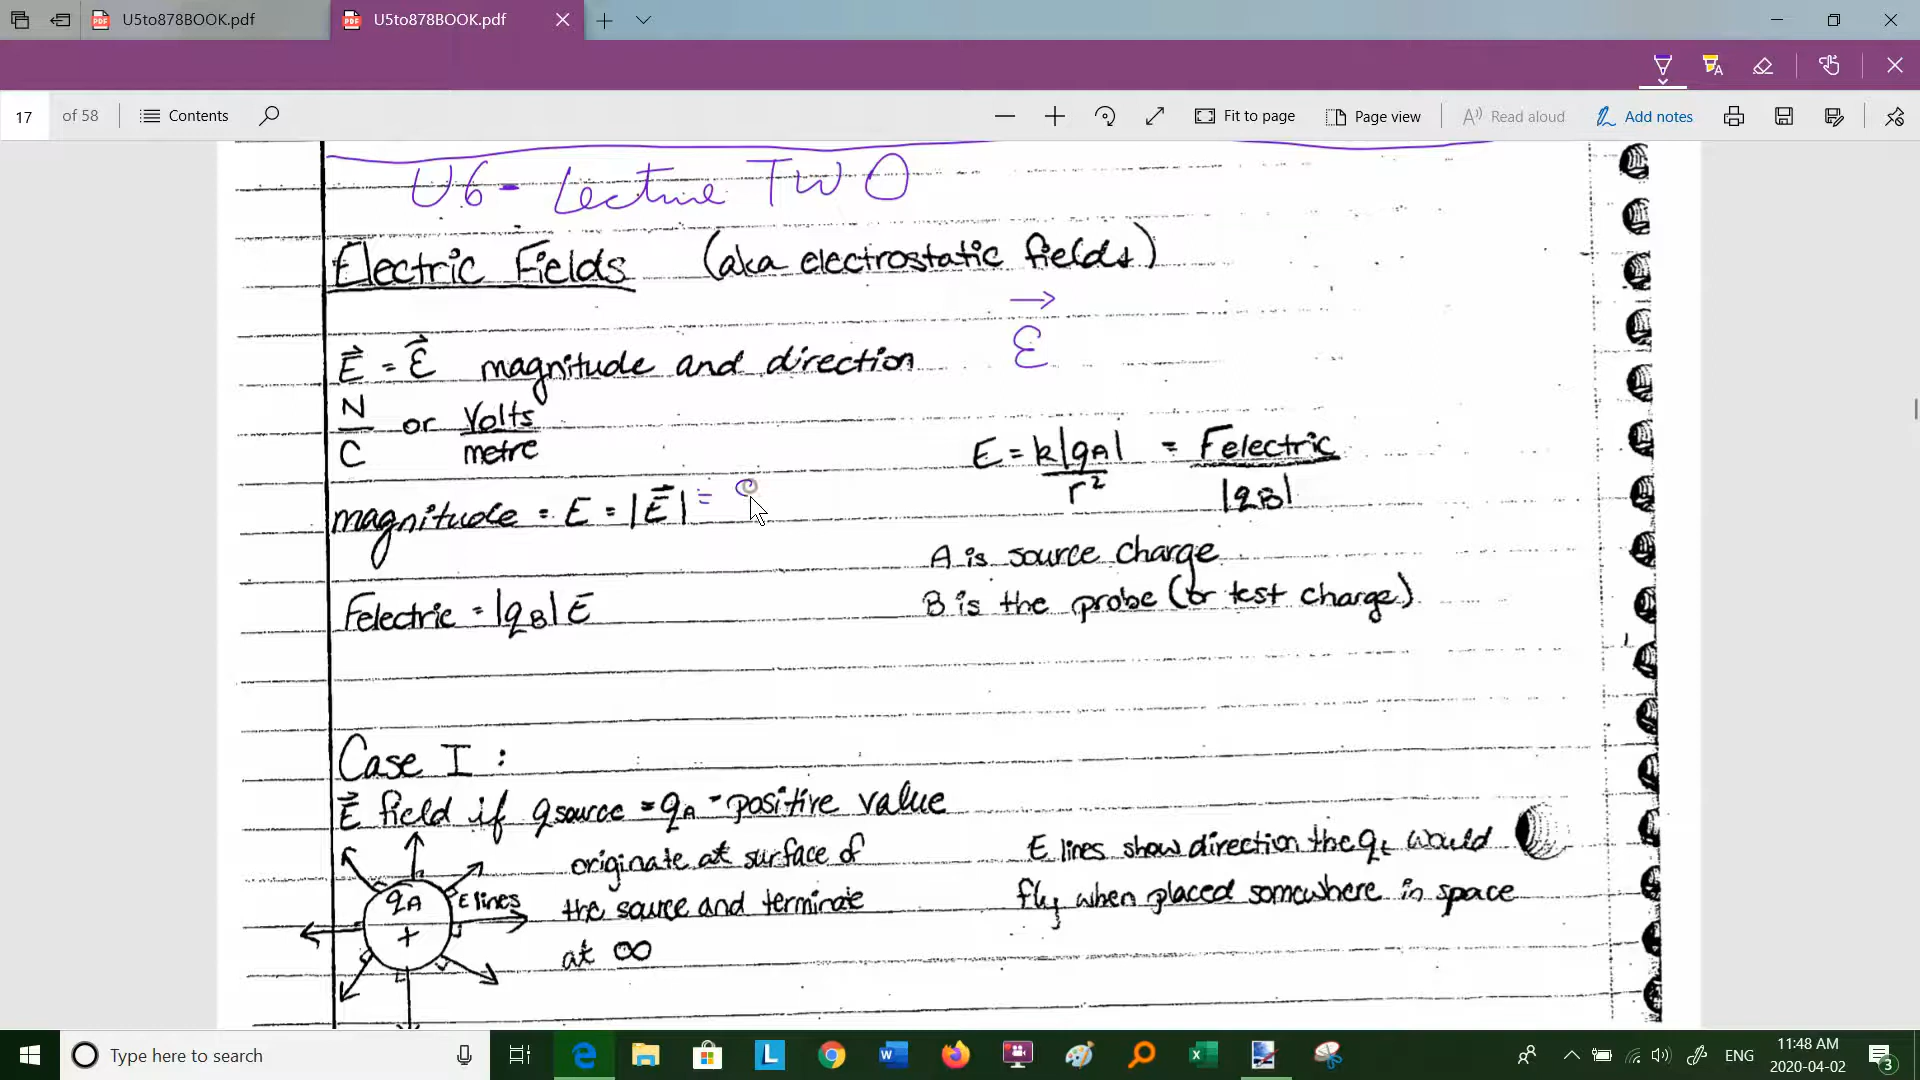 U5to878BOOK.pdf
U5to878BOOK.pdf
17 of 58
Contents
Fit to page
Page view
Read aloud
Add notes
U6 - Lecture TWO
Electric Fields (aka electrostatic fields)
E⃗ = ℰ⃗ magnitude and direction
ℰ⃗
N/C or Volts/metre
E = k|qA|/r² = Felectric/|qB|
magnitude = E = |E⃗| =
A is source charge
B is the probe (or test charge)
Felectric = |qB| E
Case I :
E⃗ field if qsource = qA - positive value
originate at surface of
the source and terminate
at ∞
E lines show direction the qt would
fly when placed somewhere in space
qA
+
E lines
Type here to search
ENG
11:48 AM
2020-04-02
3